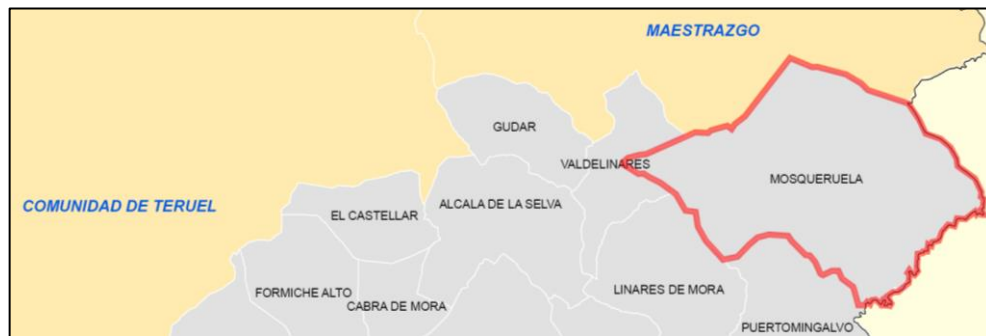 MAESTRAZGO
GUDAR
VALDELINARES
MOSQUERUELA
COMUNIDAD DE TERUEL
EL CASTELLAR
ALCALA DE LA SELVA
FORMICHE ALTO
CABRA DE MORA
LINARES DE MORA
PUERTOMINGALVO